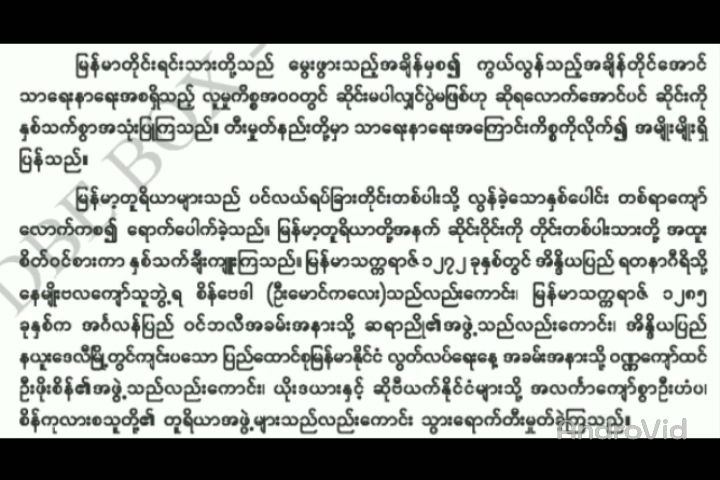 မြန်မာတိုင်းရင်းသားတို့သည် မွေးဖွားသည့်အချိန်မှစ၍ ကွယ်လွန်သည့်အချိန်တိုင်အောင်
သာရေးနာရေးအစရှိသည့် လူမှုကိစ္စအဝဝတွင် ဆိုင်းမပါလျှင်ပွဲမဖြစ်ဟု ဆိုရလောက်အောင်ပင် ဆိုင်းကို
နှစ်သက်စွာအသုံးပြုကြသည်။ တီးမှုတ်နည်းတို့မှာ သာရေးနာရေးအကြောင်းကိစ္စကိုလိုက်၍ အမျိုးမျိုးရှိ
ပြန်သည်။
မြန်မာ့တူရိယာများသည် ပင်လယ်ရပ်ခြားတိုင်းတစ်ပါးသို့ လွန်ခဲ့သောနှစ်ပေါင်း တစ်ရာကျော်
လောက်ကစ၍ ရောက်ပေါက်ခဲ့သည်။ မြန်မာ့တူရိယာတို့အနက် ဆိုင်းဝိုင်းကို တိုင်းတစ်ပါးသားတို့ အထူး
စိတ်ဝင်စားကာ နှစ်သက်ချီးကျူးကြသည်။ မြန်မာသက္ကရာဇ် ၁၂၇၂ ခုနှစ်တွင် အိန္ဒိယပြည် ရတနာဂီရိသို့
နေမျိုးဗလကျော်သူဘွဲ့ရ စိန်ဗေဒါ (ဦးမောင်ကလေး)သည်လည်းကောင်း၊ မြန်မာသက္ကရာဇ် ၁၂၈၅
ခုနှစ်က အင်္ဂလန်ပြည် ဝင်ဘလီအခမ်းအနားသို့ ဆရာညို၏အဖွဲ့သည်လည်းကောင်း၊ အိန္ဒိယပြည်
နယူးဒေလီမြို့တွင်ကျင်းပသော ပြည်ထောင်စုမြန်မာနိုင်ငံ လွတ်လပ်ရေးနေ့ အခမ်းအနားသို့ ဝဏ္ဏကျော်ထင်
ဦးဖိုးစိန်၏အဖွဲ့သည်လည်းကောင်း၊ ယိုးဒယားနှင့် ဆိုဗီယက်နိုင်ငံများသို့ အလင်္ကာကျော်စွာဦးဟံပ၊
စိန်ကုလားစသူတို့၏ တူရိယာအဖွဲ့များသည်လည်းကောင်း သွားရောက်တီးမှုတ်ခဲ့ကြသည်။
DBE BOX -
AndroVid